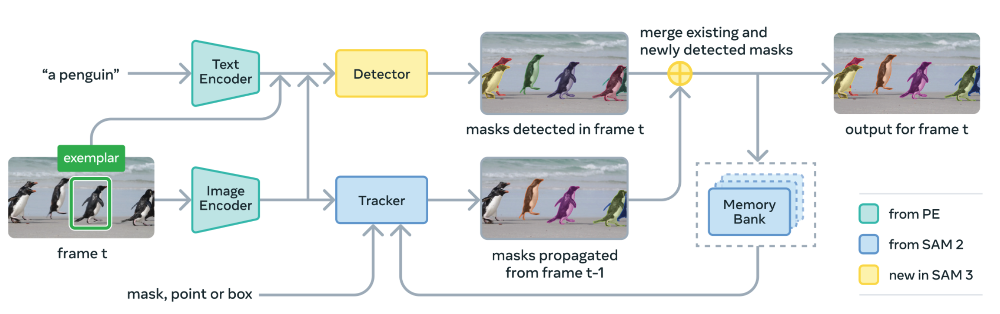 “a penguin”
Text
Encoder
Detector
masks detected in frame t
merge existing and
newly detected masks
output for frame t
exemplar
frame t
Image
Encoder
Tracker
masks propagated
from frame t-1
mask, point or box
Memory
Bank
from PE
from SAM 2
new in SAM 3